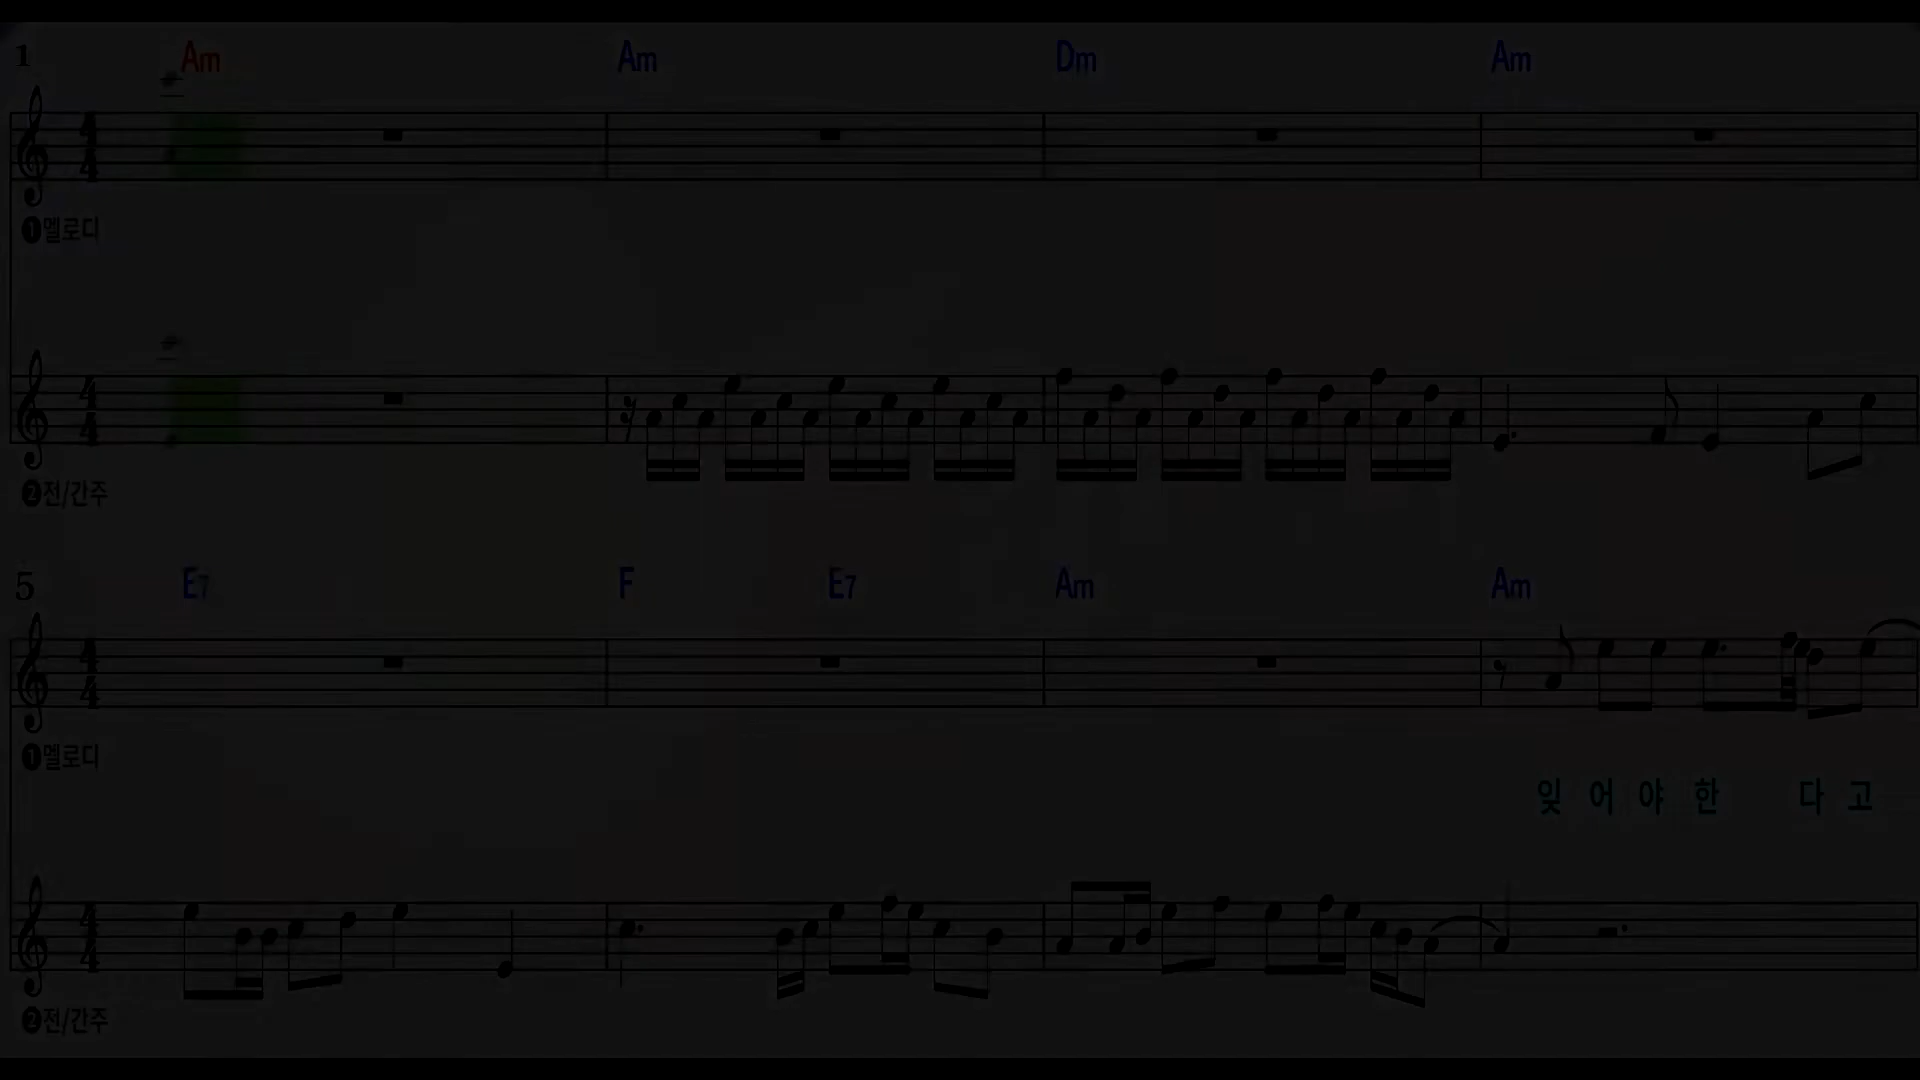 1 Am Am Dm Am
❶멜로디
❷전/간주
5 E7 F E7 Am Am
❶멜로디
잊 어 야 한 다 고
❷전/간주